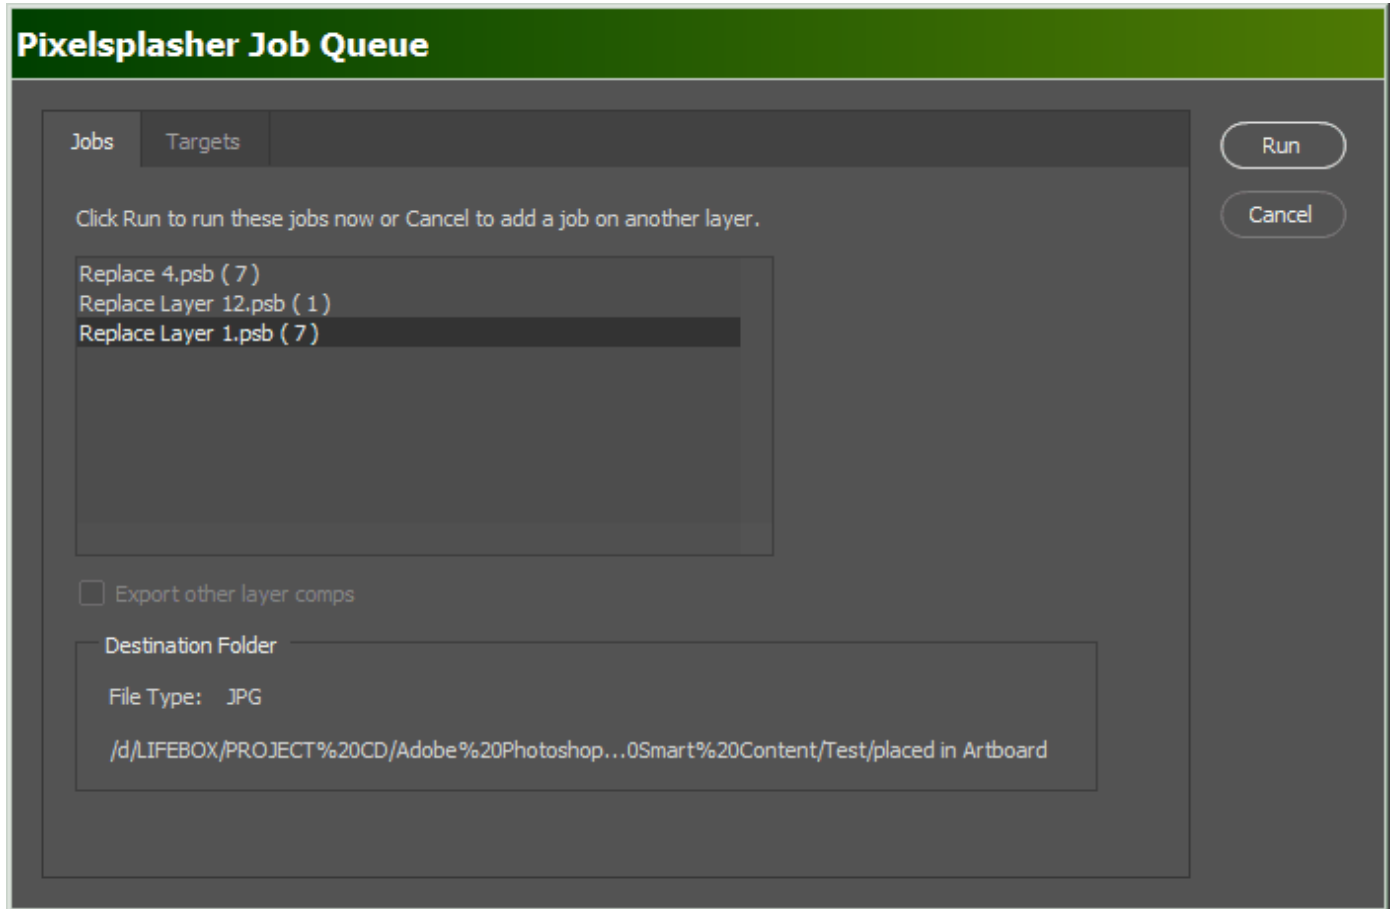 Pixelsplasher Job Queue
Jobs
Targets
Run
Click Run to run these jobs now or Cancel to add a job on another layer.
Cancel
Replace 4.psb ( 7 )
Replace Layer 12.psb ( 1 )
Replace Layer 1.psb ( 7 )
Export other layer comps
Destination Folder
File Type: JPG
/d/LIFEBOX/PROJECT%20CD/Adobe%20Photoshop...0Smart%20Content/Test/placed in Artboard